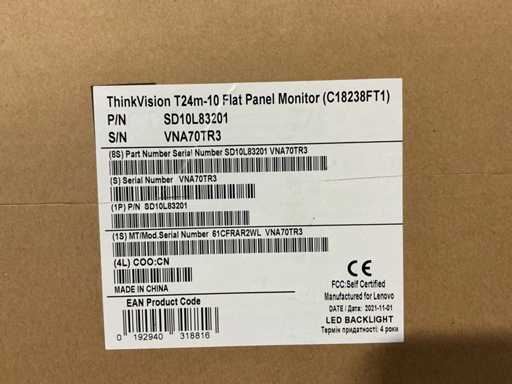 ThinkVision T24m-10 Flat Panel Monitor (C18238FT1)
P/N SD10L83201
S/N VNA70TR3
(8S) Part Number Serial Number SD10L83201 VNA70TR3
(S) Serial Number VNA70TR3
(1P) P/N SD10L83201
(1S) MT/Mod.Serial Number 61CFRAR2WL VNA70TR3
(4L) COO:CN
MADE IN CHINA
EAN Product Code
0 192940 318816
CE
FCC:Self Certified
Manufactured for Lenovo
DATE / Дата: 2021-11-01
LED BACKLIGHT
Термін придатності: 4 роки